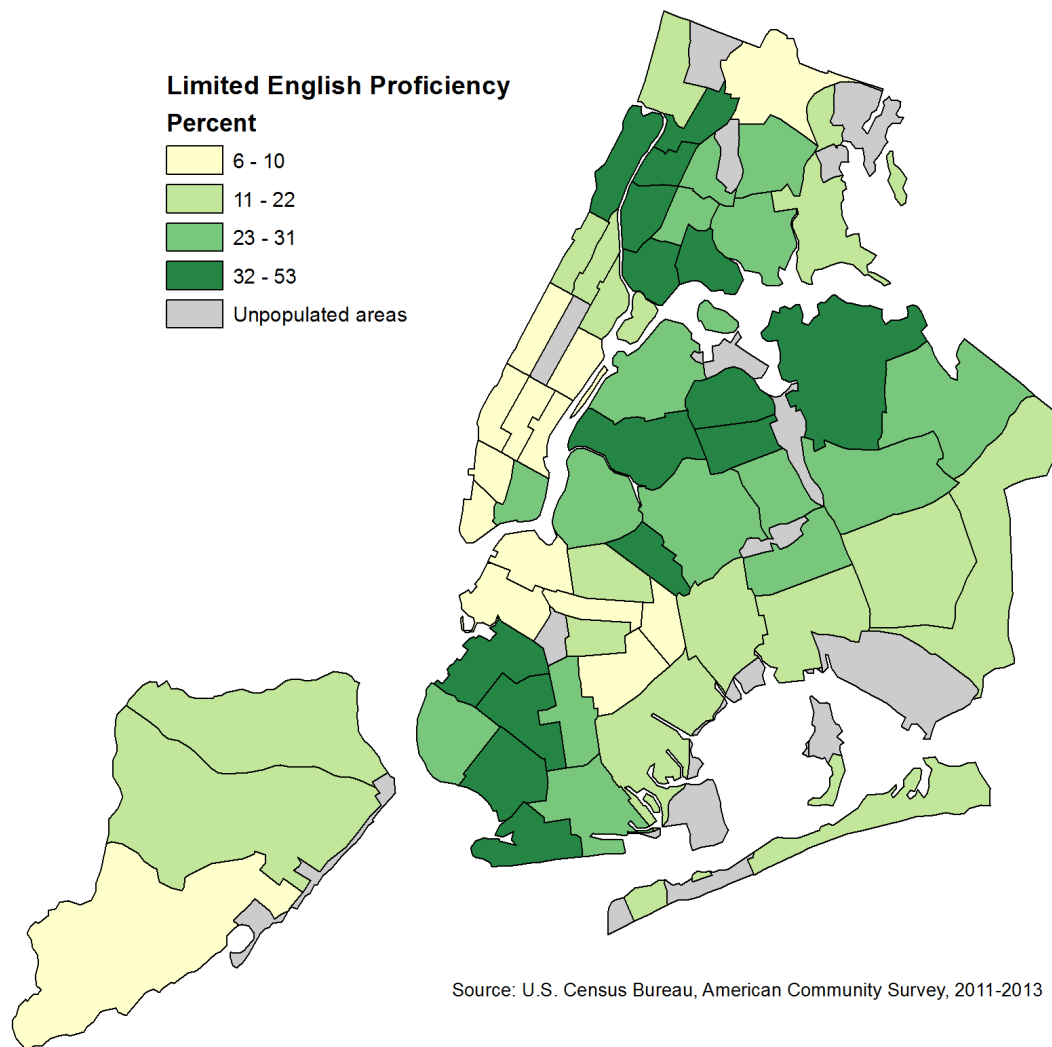 Limited English Proficiency
Percent
6 - 10
11 - 22
23 - 31
32 - 53
Unpopulated areas
Source: U.S. Census Bureau, American Community Survey, 2011-2013